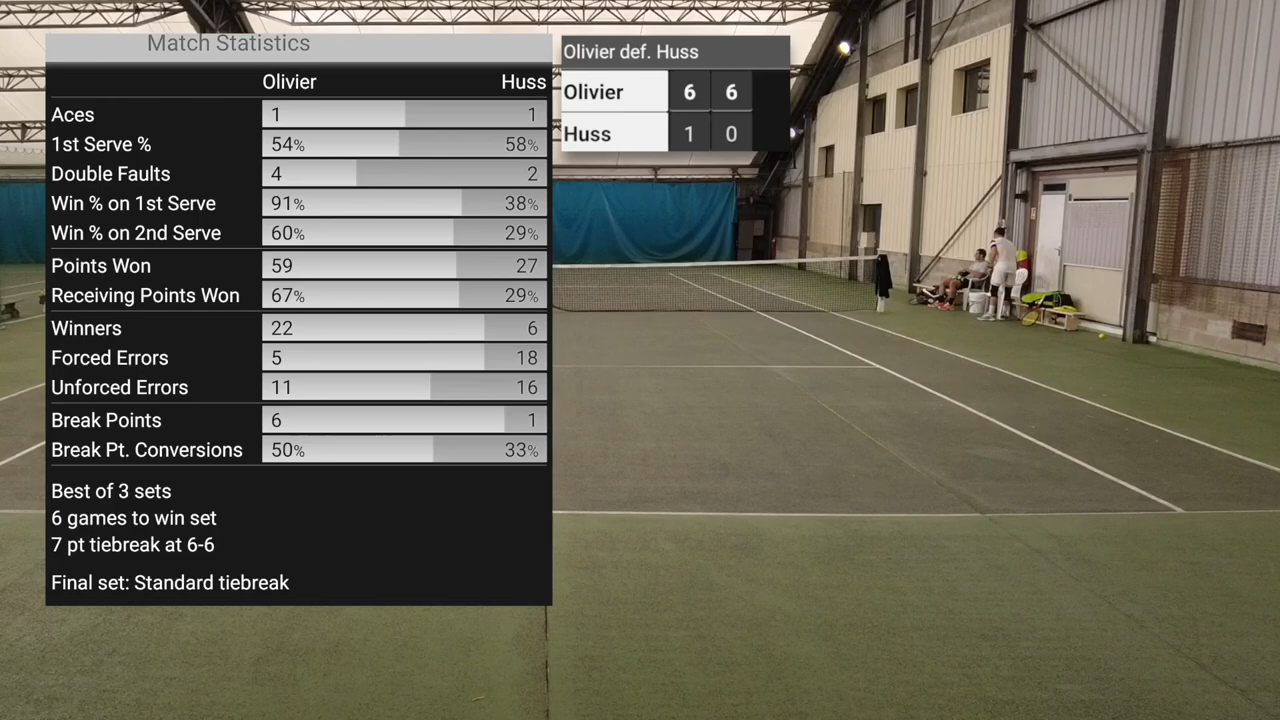 Match Statistics
Olivier Huss
Aces 1 1
1st Serve % 54% 58%
Double Faults 4 2
Win % on 1st Serve 91% 38%
Win % on 2nd Serve 60% 29%
Points Won 59 27
Receiving Points Won 67% 29%
Winners 22 6
Forced Errors 5 18
Unforced Errors 11 16
Break Points 6 1
Break Pt. Conversions 50% 33%
Best of 3 sets
6 games to win set
7 pt tiebreak at 6-6
Final set: Standard tiebreak
Olivier def. Huss
Olivier 6 6
Huss 1 0